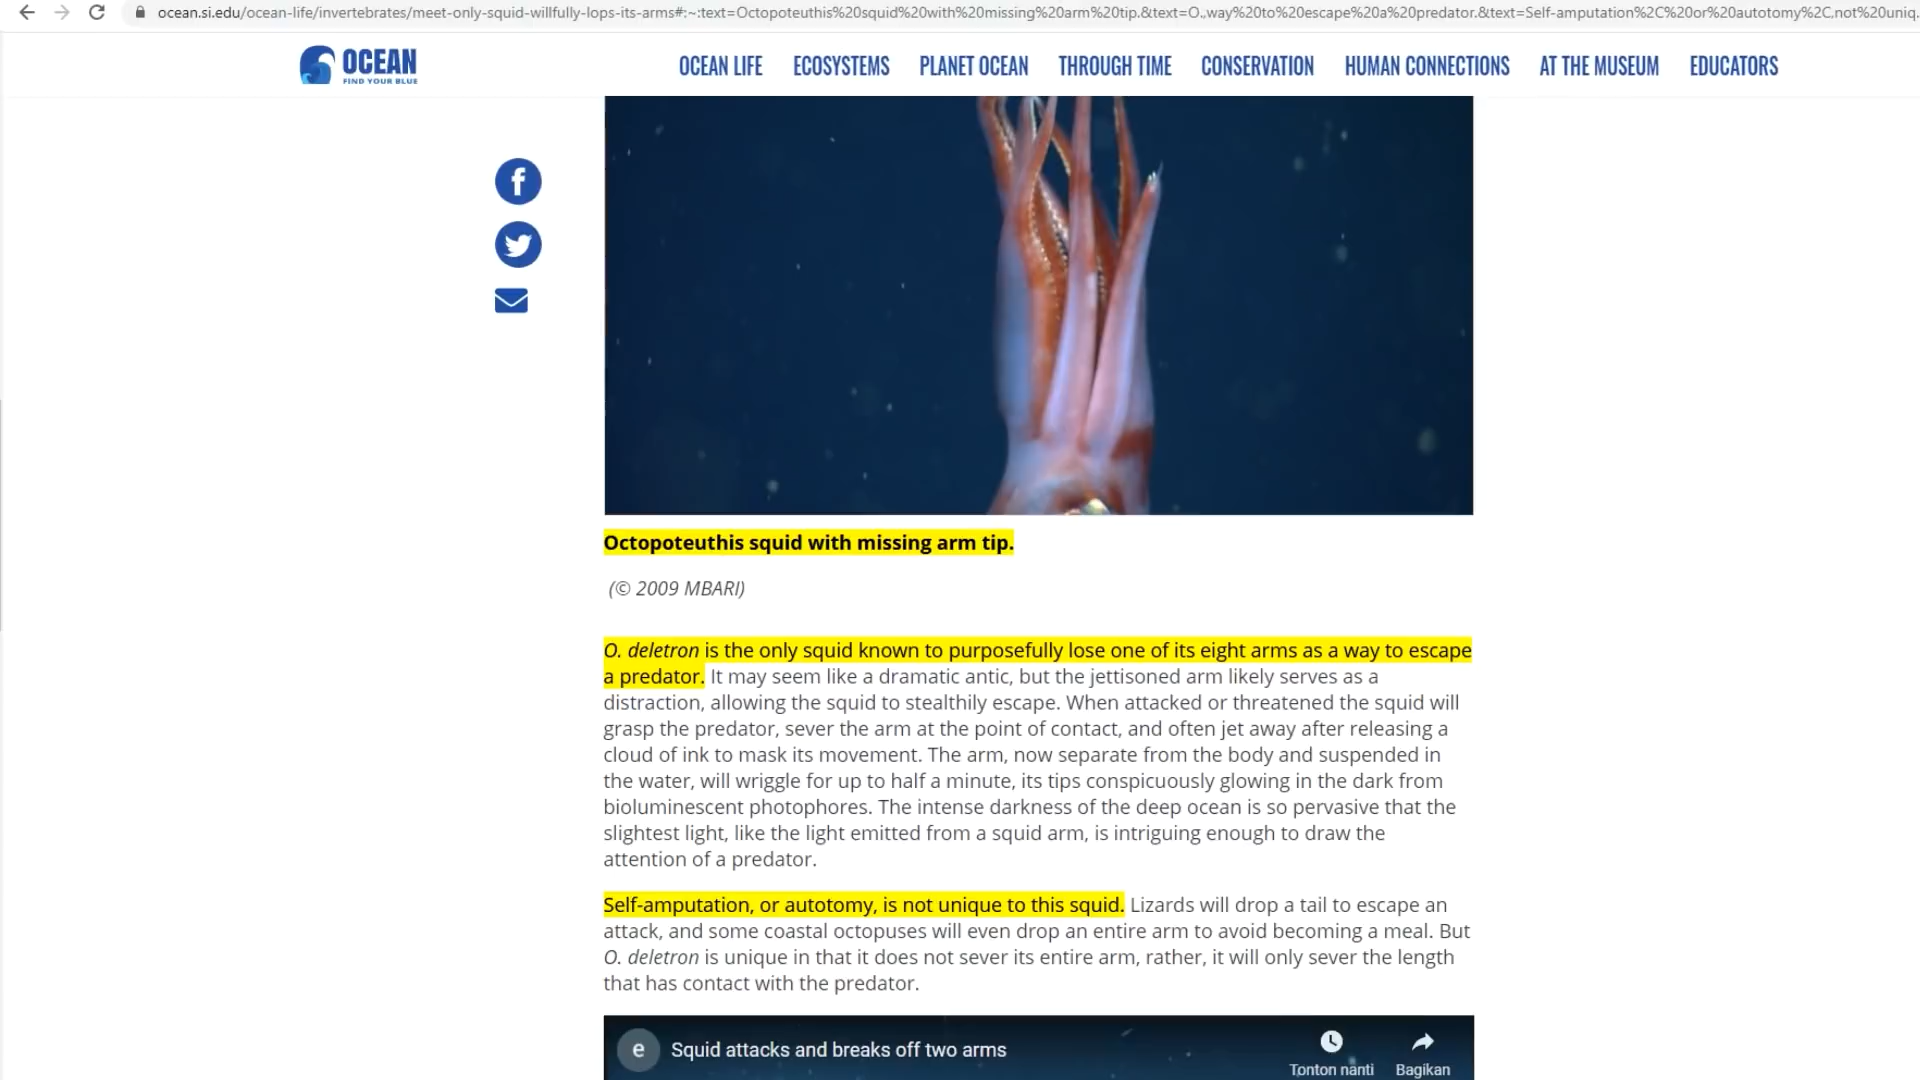 ocean.si.edu/ocean-life/invertebrates/meet-only-squid-willfully-lops-its-arms#:~:text=Octopoteuthis%20squid%20with%20missing%20arm%20tip.&text=O.,way%20to%20escape%20a%20predator.&text=Self-amputation%2C%20or%20autotomy%2C,not%20uniq.
OCEAN
FIND YOUR BLUE
OCEAN LIFE ECOSYSTEMS PLANET OCEAN THROUGH TIME CONSERVATION HUMAN CONNECTIONS AT THE MUSEUM EDUCATORS
Octopoteuthis squid with missing arm tip.
(© 2009 MBARI)
O. deletron is the only squid known to purposefully lose one of its eight arms as a way to escape
a predator. It may seem like a dramatic antic, but the jettisoned arm likely serves as a
distraction, allowing the squid to stealthily escape. When attacked or threatened the squid will
grasp the predator, sever the arm at the point of contact, and often jet away after releasing a
cloud of ink to mask its movement. The arm, now separate from the body and suspended in
the water, will wriggle for up to half a minute, its tips conspicuously glowing in the dark from
bioluminescent photophores. The intense darkness of the deep ocean is so pervasive that the
slightest light, like the light emitted from a squid arm, is intriguing enough to draw the
attention of a predator.
Self-amputation, or autotomy, is not unique to this squid. Lizards will drop a tail to escape an
attack, and some coastal octopuses will even drop an entire arm to avoid becoming a meal. But
O. deletron is unique in that it does not sever its entire arm, rather, it will only sever the length
that has contact with the predator.
e Squid attacks and breaks off two arms
Tonton nanti Bagikan